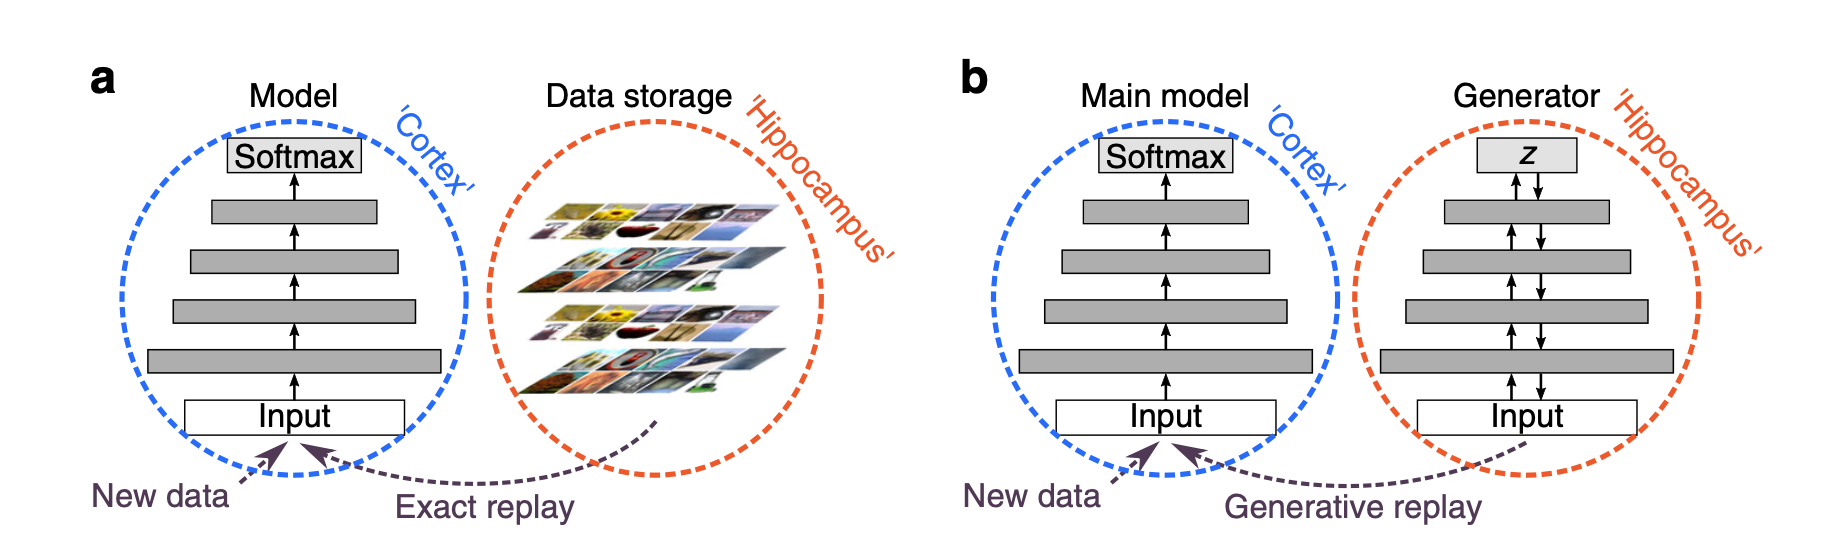 a
Model
'Cortex'
Softmax
Input
New data
Data storage
'Hippocampus'
Exact replay
b
Main model
'Cortex'
Softmax
Input
New data
Generator
'Hippocampus'
z
Input
Generative replay